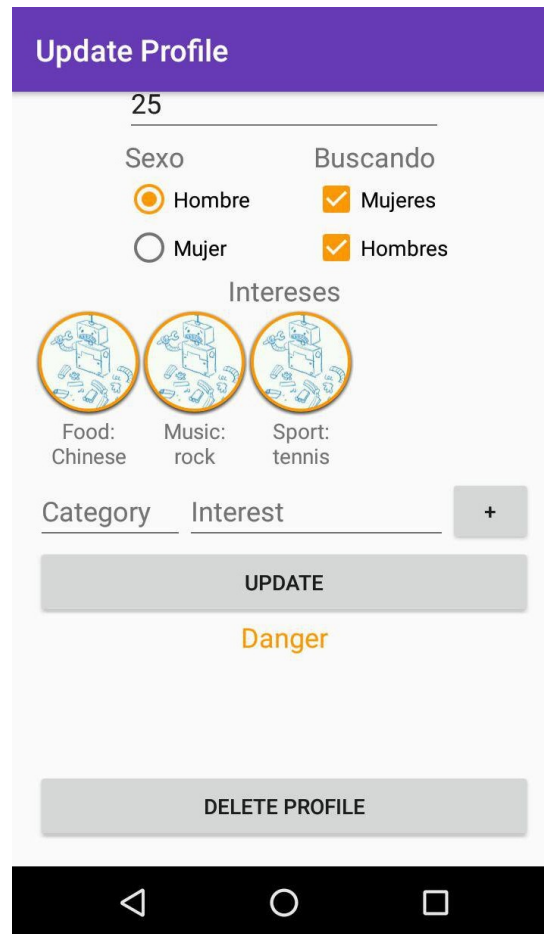 Update Profile
25
Sexo
Buscando
Hombre
Mujeres
Mujer
Hombres
Intereses
Food:
Chinese
Music:
rock
Sport:
tennis
Category
Interest
+
UPDATE
Danger
DELETE PROFILE